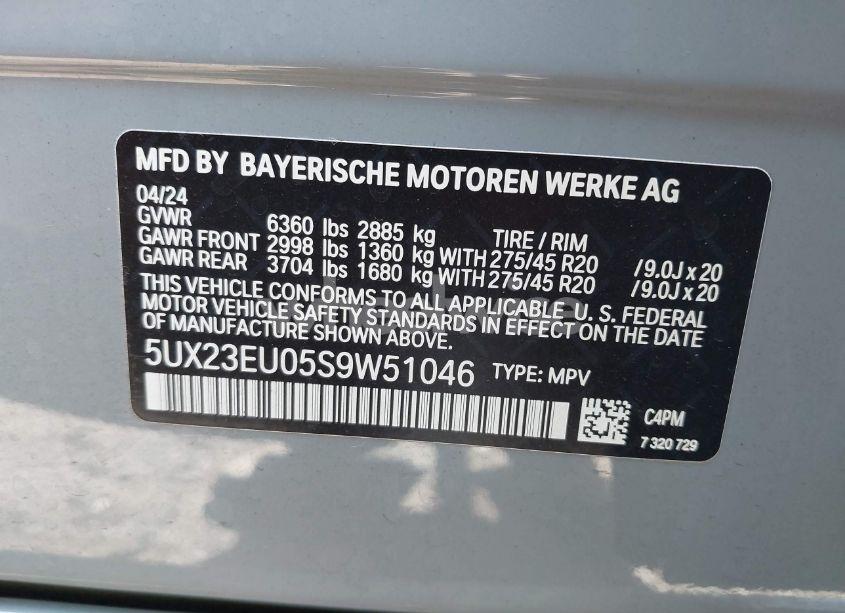 MFD BY BAYERISCHE MOTOREN WERKE AG
04/24
GVWR 6360 lbs 2885 kg TIRE / RIM
GAWR FRONT 2998 lbs 1360 kg WITH 275/45 R20 /9.0J x 20
GAWR REAR 3704 lbs 1680 kg WITH 275/45 R20 /9.0J x 20
THIS VEHICLE CONFORMS TO ALL APPLICABLE U. S. FEDERAL
MOTOR VEHICLE SAFETY STANDARDS IN EFFECT ON THE DATE
OF MANUFACTURE SHOWN ABOVE.
5UX23EU05S9W51046 TYPE: MPV
C4PM
7 320 729